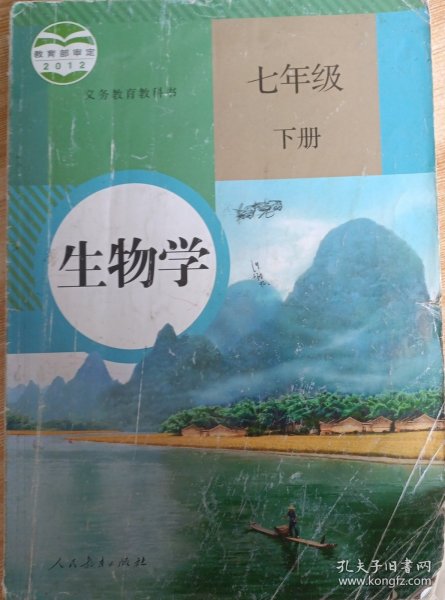 教育部审定
2012
义务教育教科书
七年级
下册
生物学
人民教育出版社
孔夫子旧书网
www.kongfz.com